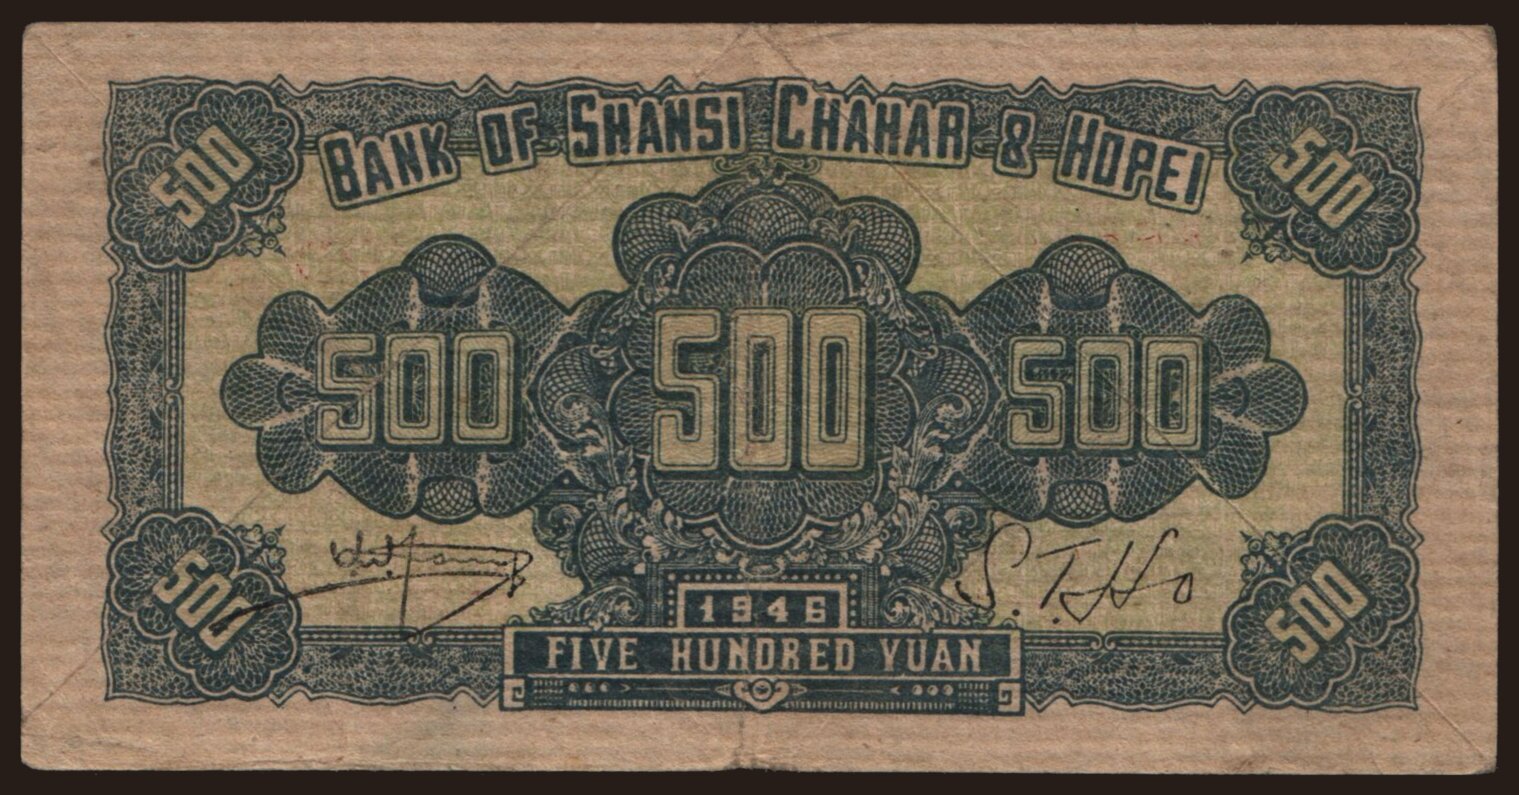 BANK OF SHANSI CHAHAR & HOPEI
500 500
500 500 500
S. T. Ho
500 500
1946
FIVE HUNDRED YUAN